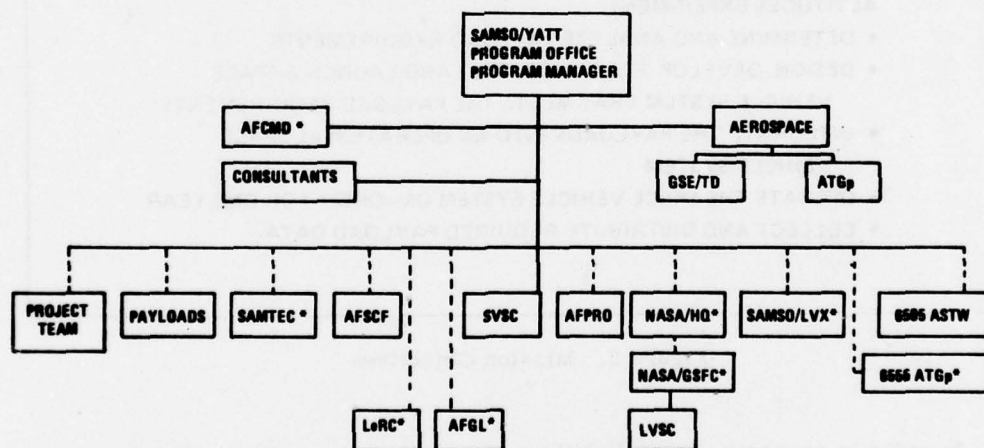 SAMSO/YATT
PROGRAM OFFICE
PROGRAM MANAGER
AFCMD *
AEROSPACE
CONSULTANTS
GSE/TD
ATGp
PROJECT
TEAM
PAYLOADS
SAMTEC *
AFSCF
SVSC
AFPRO
NASA/HQ*
SAMSO/LVX*
6595 ASTW
NASA/GSFC*
6555 ATGp*
LeRC*
AFGL*
LVSC